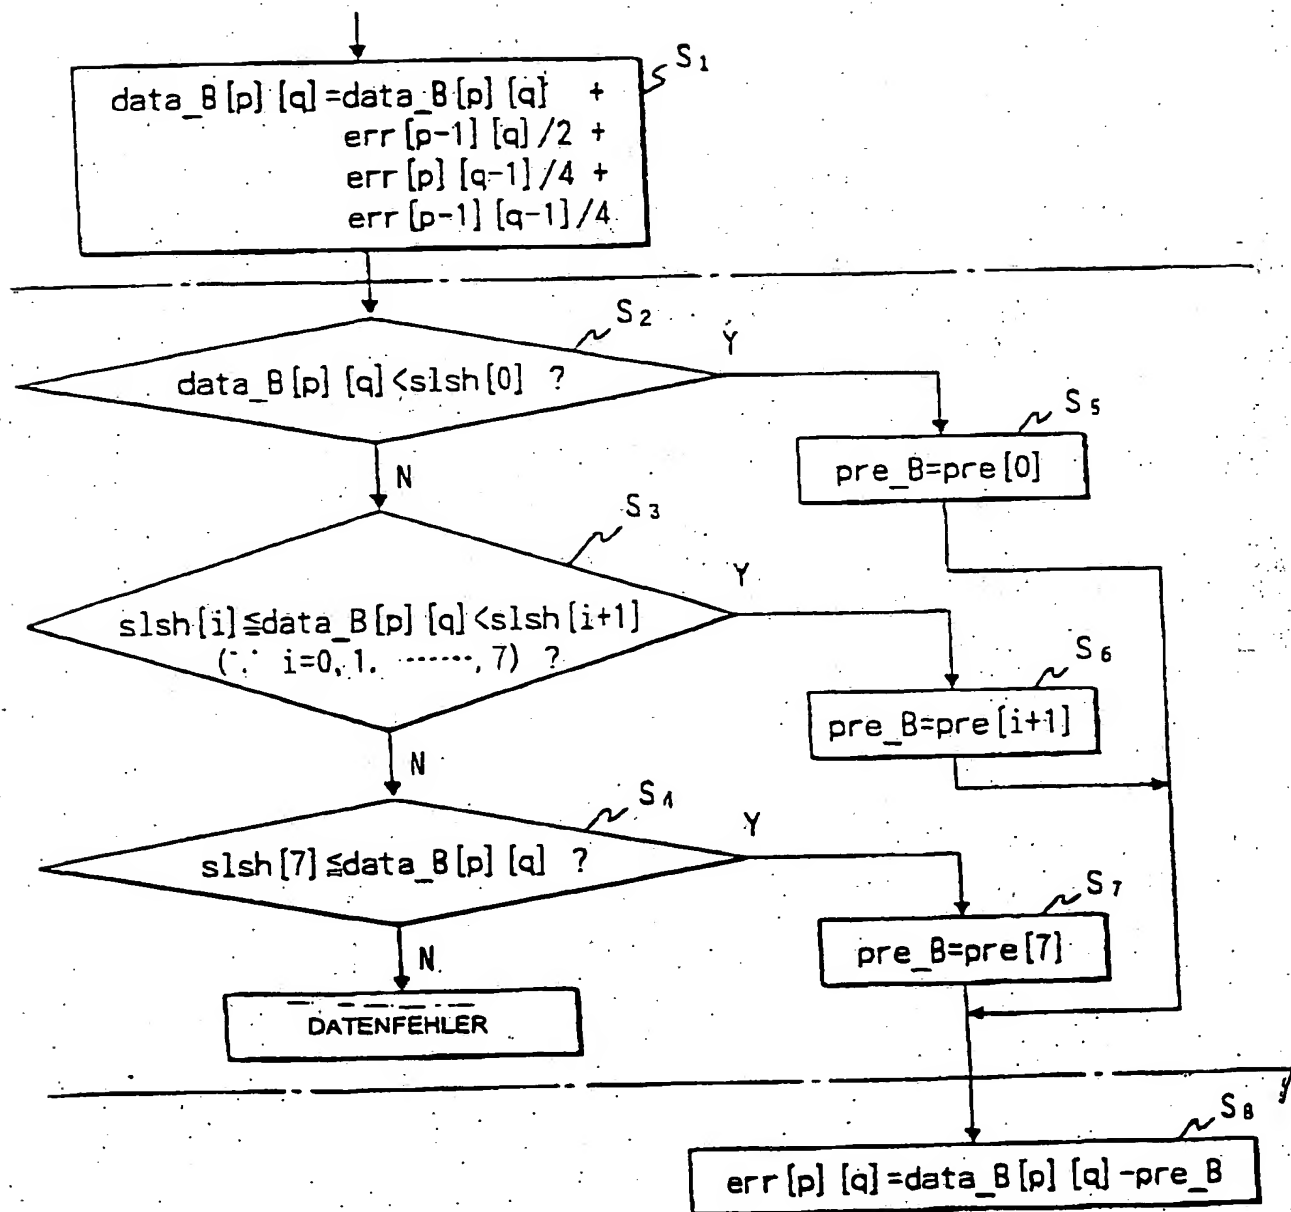 S1
data_B[p][q]=data_B[p][q] +
err[p-1][q]/2 +
err[p][q-1]/4 +
err[p-1][q-1]/4
S2
data_B[p][q]<slsh[0] ?
Y
N
S5
pre_B=pre[0]
S3
slsh[i]≦data_B[p][q]<slsh[i+1]
(∵ i=0,1. ……,7) ?
Y
N
S6
pre_B=pre[i+1]
S4
slsh[7]≦data_B[p][q] ?
Y
N
S7
pre_B=pre[7]
DATENFEHLER
S8
err[p][q]=data_B[p][q]-pre_B